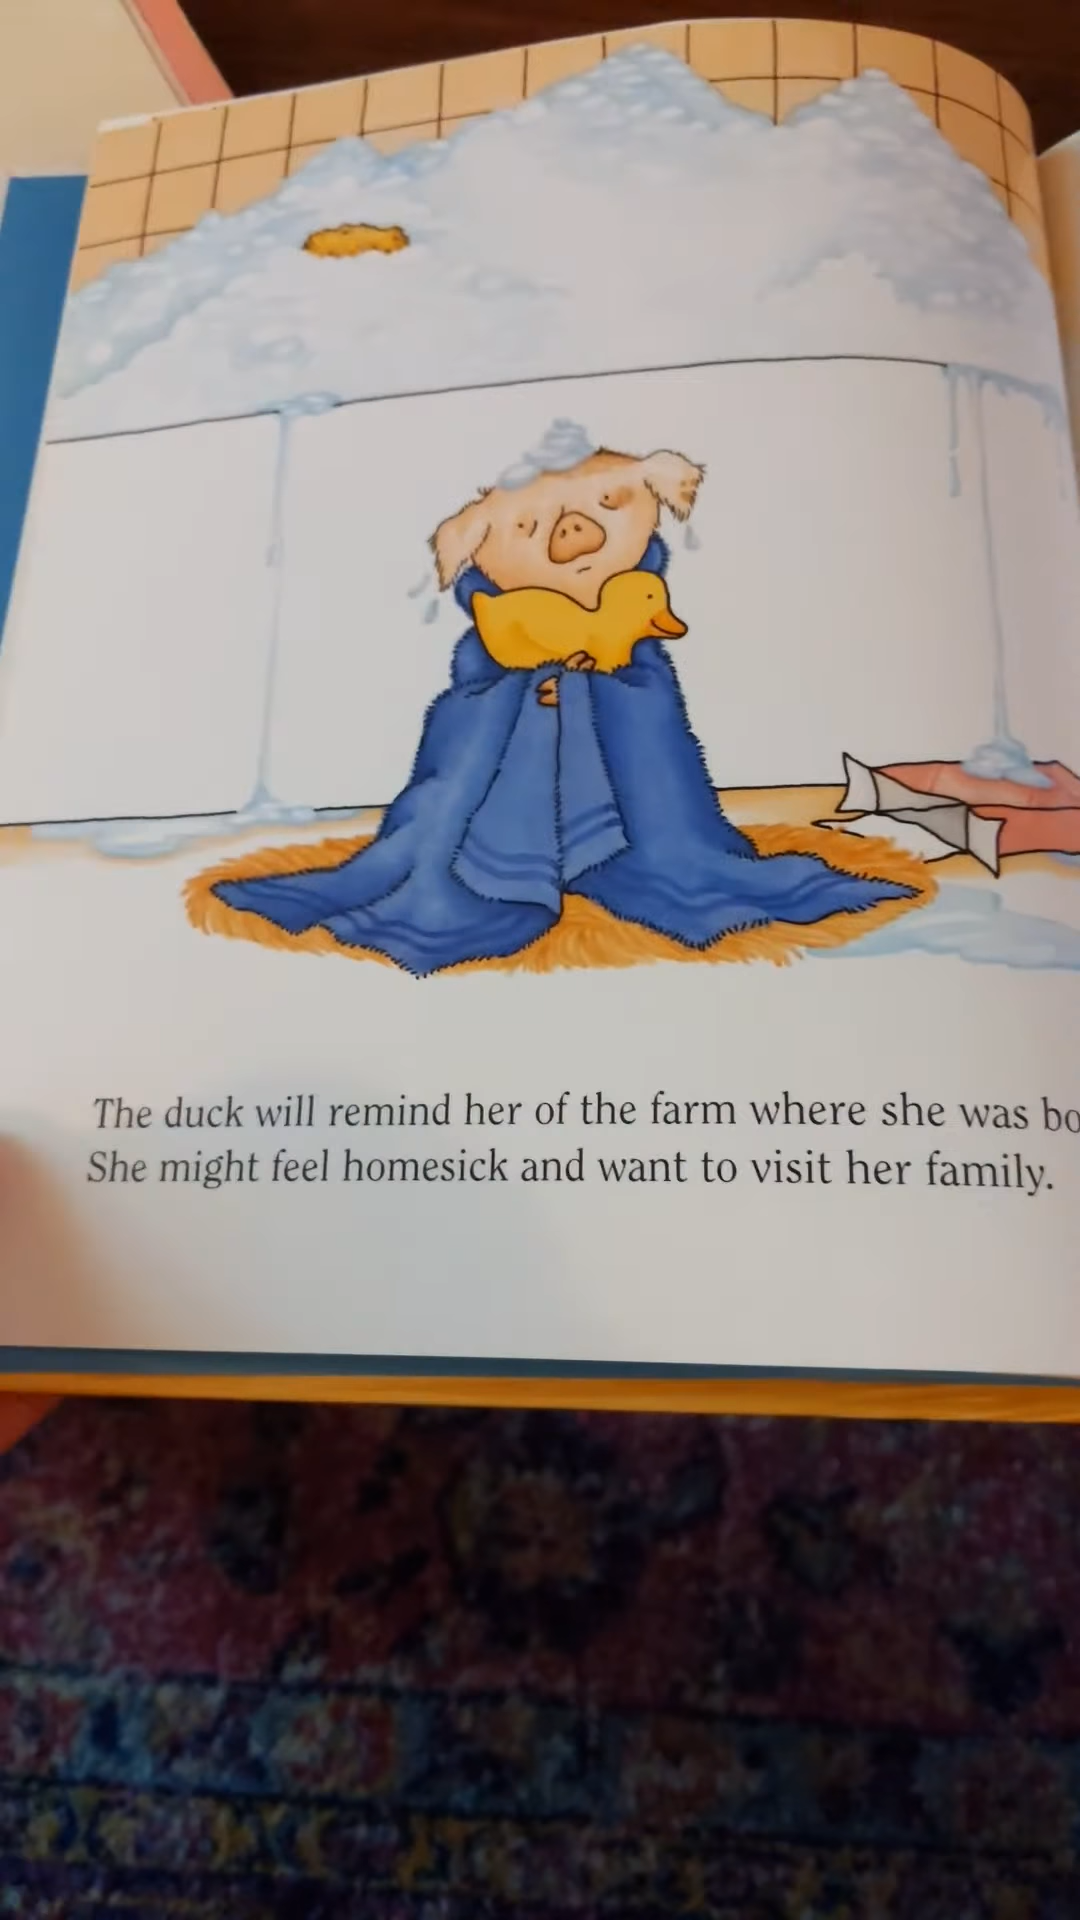 The duck will remind her of the farm where she was bo
She might feel homesick and want to visit her family.